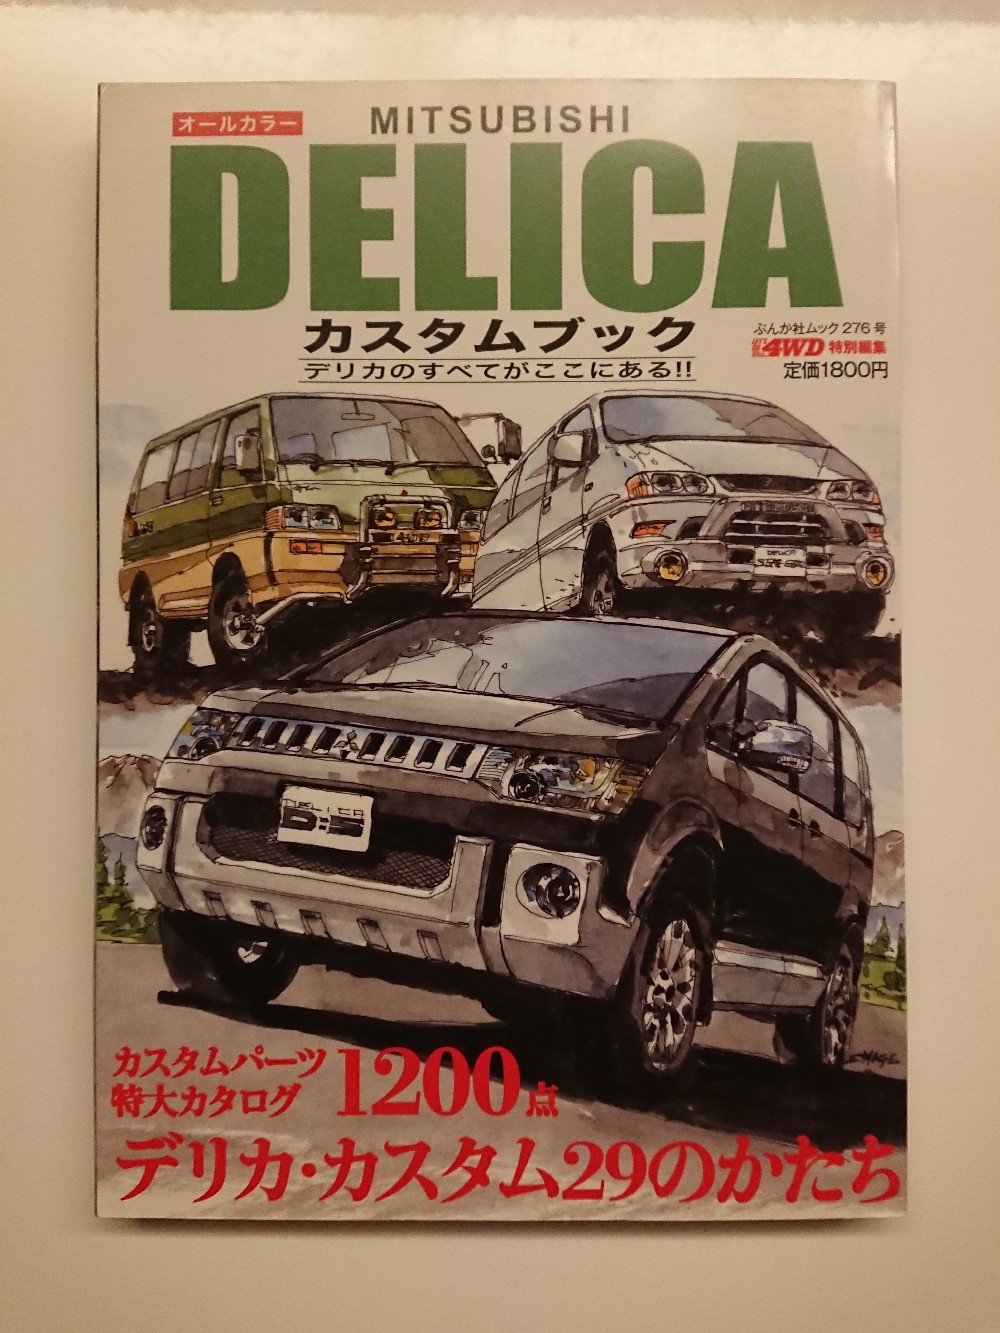 オールカラー
MITSUBISHI
DELICA
カスタムブック
デリカのすべてがここにある!!
ぶんか社ムック 276 号
4WD 特別編集
定価1800円
4WD
DELICA
DELICA
D:5
カスタムパーツ
特大カタログ 1200点
デリカ・カスタム29のかたち